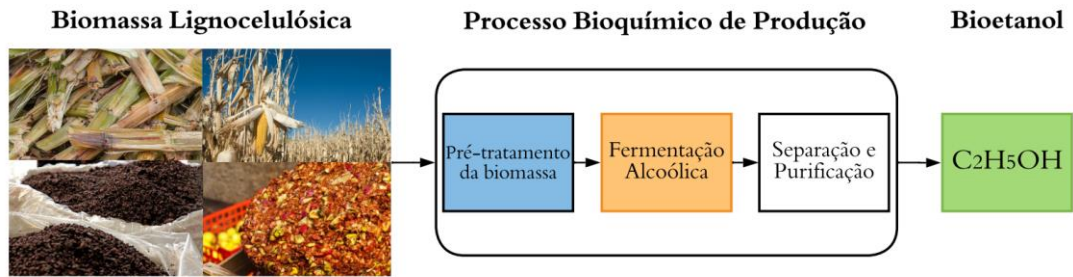 Biomassa Lignocelulósica
Processo Bioquímico de Produção
Bioetanol
Pré-tratamento
da biomassa
Fermentação
Alcoólica
Separação e
Purificação
C2H5OH